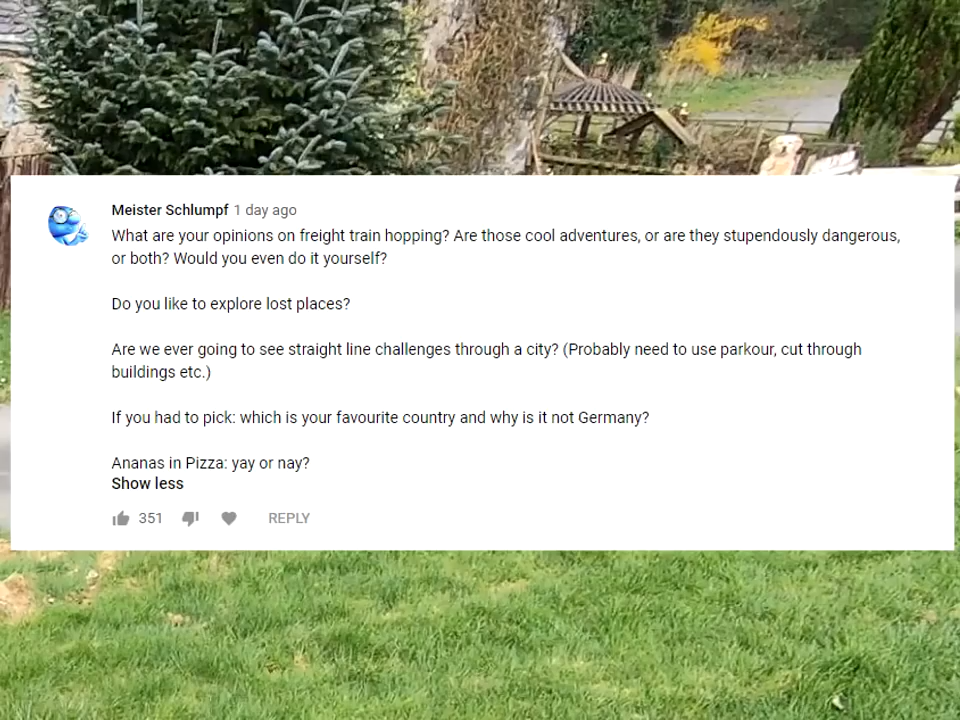 Meister Schlumpf 1 day ago
What are your opinions on freight train hopping? Are those cool adventures, or are they stupendously dangerous,
or both? Would you even do it yourself?
Do you like to explore lost places?
Are we ever going to see straight line challenges through a city? (Probably need to use parkour, cut through
buildings etc.)
If you had to pick: which is your favourite country and why is it not Germany?
Ananas in Pizza: yay or nay?
Show less
351 REPLY